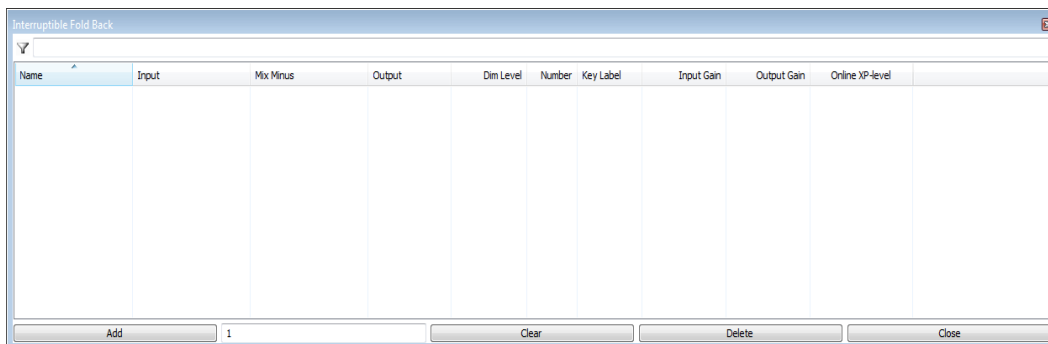 Interruptible Fold Back
Name Input Mix Minus Output Dim Level Number Key Label Input Gain Output Gain Online XP-level
Add 1 Clear Delete Close